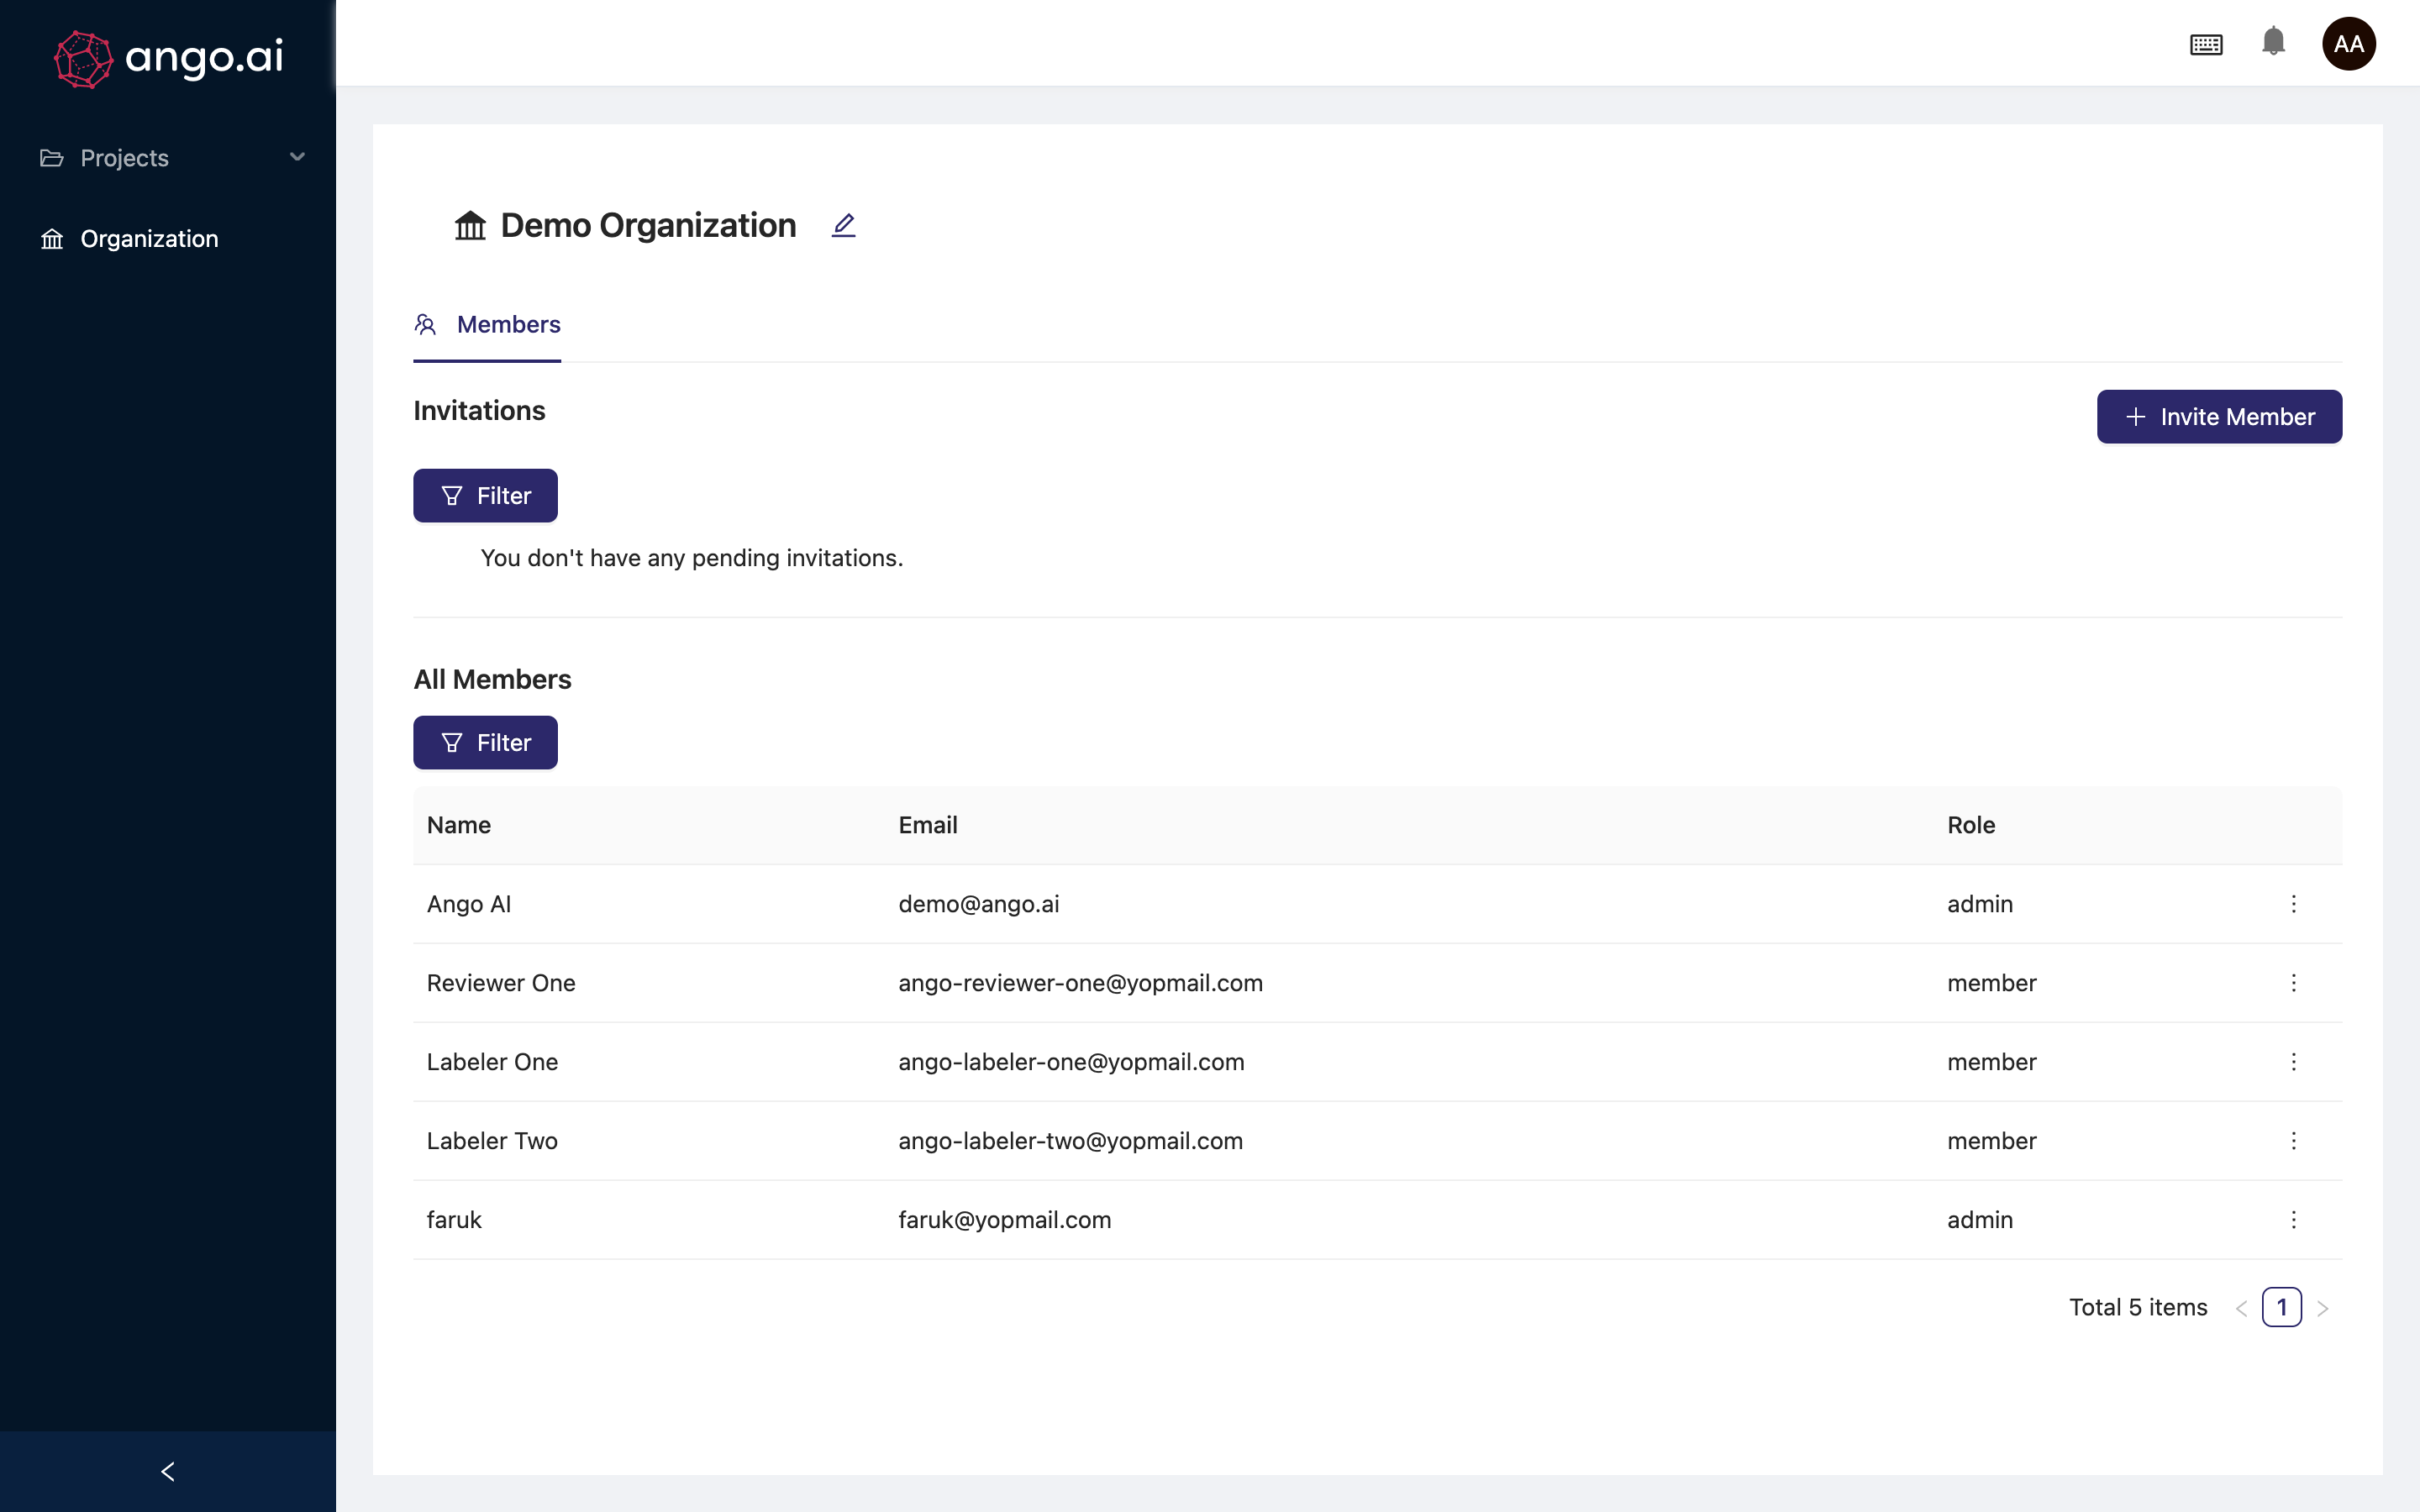 ango.ai
AA
Projects
Organization
Demo Organization
Members
Invitations
Invite Member
Filter
You don't have any pending invitations.
All Members
Filter
Name Email Role
Ango AI demo@ango.ai admin
Reviewer One ango-reviewer-one@yopmail.com member
Labeler One ango-labeler-one@yopmail.com member
Labeler Two ango-labeler-two@yopmail.com member
faruk faruk@yopmail.com admin
Total 5 items < 1 >